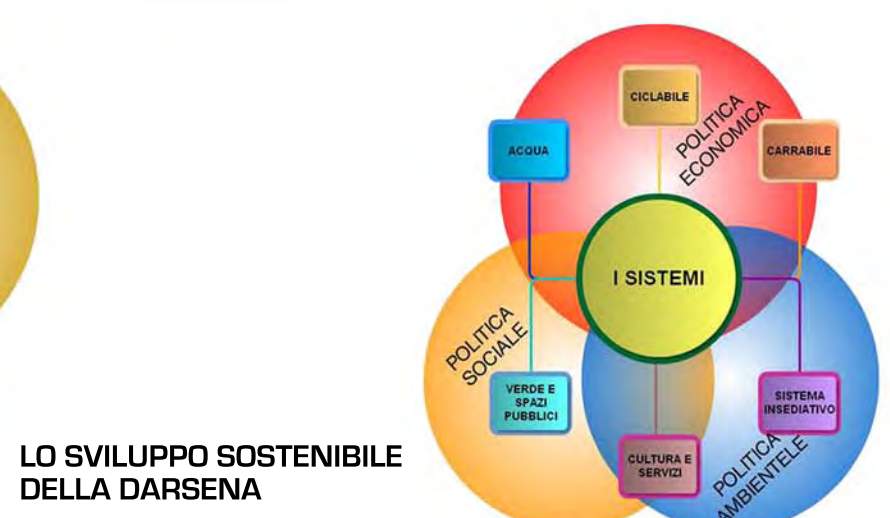 CICLABILE
POLITICA
ECONOMICA
ACQUA
CARRABILE
I SISTEMI
POLITICA
SOCIALE
VERDE E
SPAZI
PUBBLICI
SISTEMA
INSEDIATIVO
CULTURA E
SERVIZI
POLITICA
AMBIENTELE
LO SVILUPPO SOSTENIBILE
DELLA DARSENA